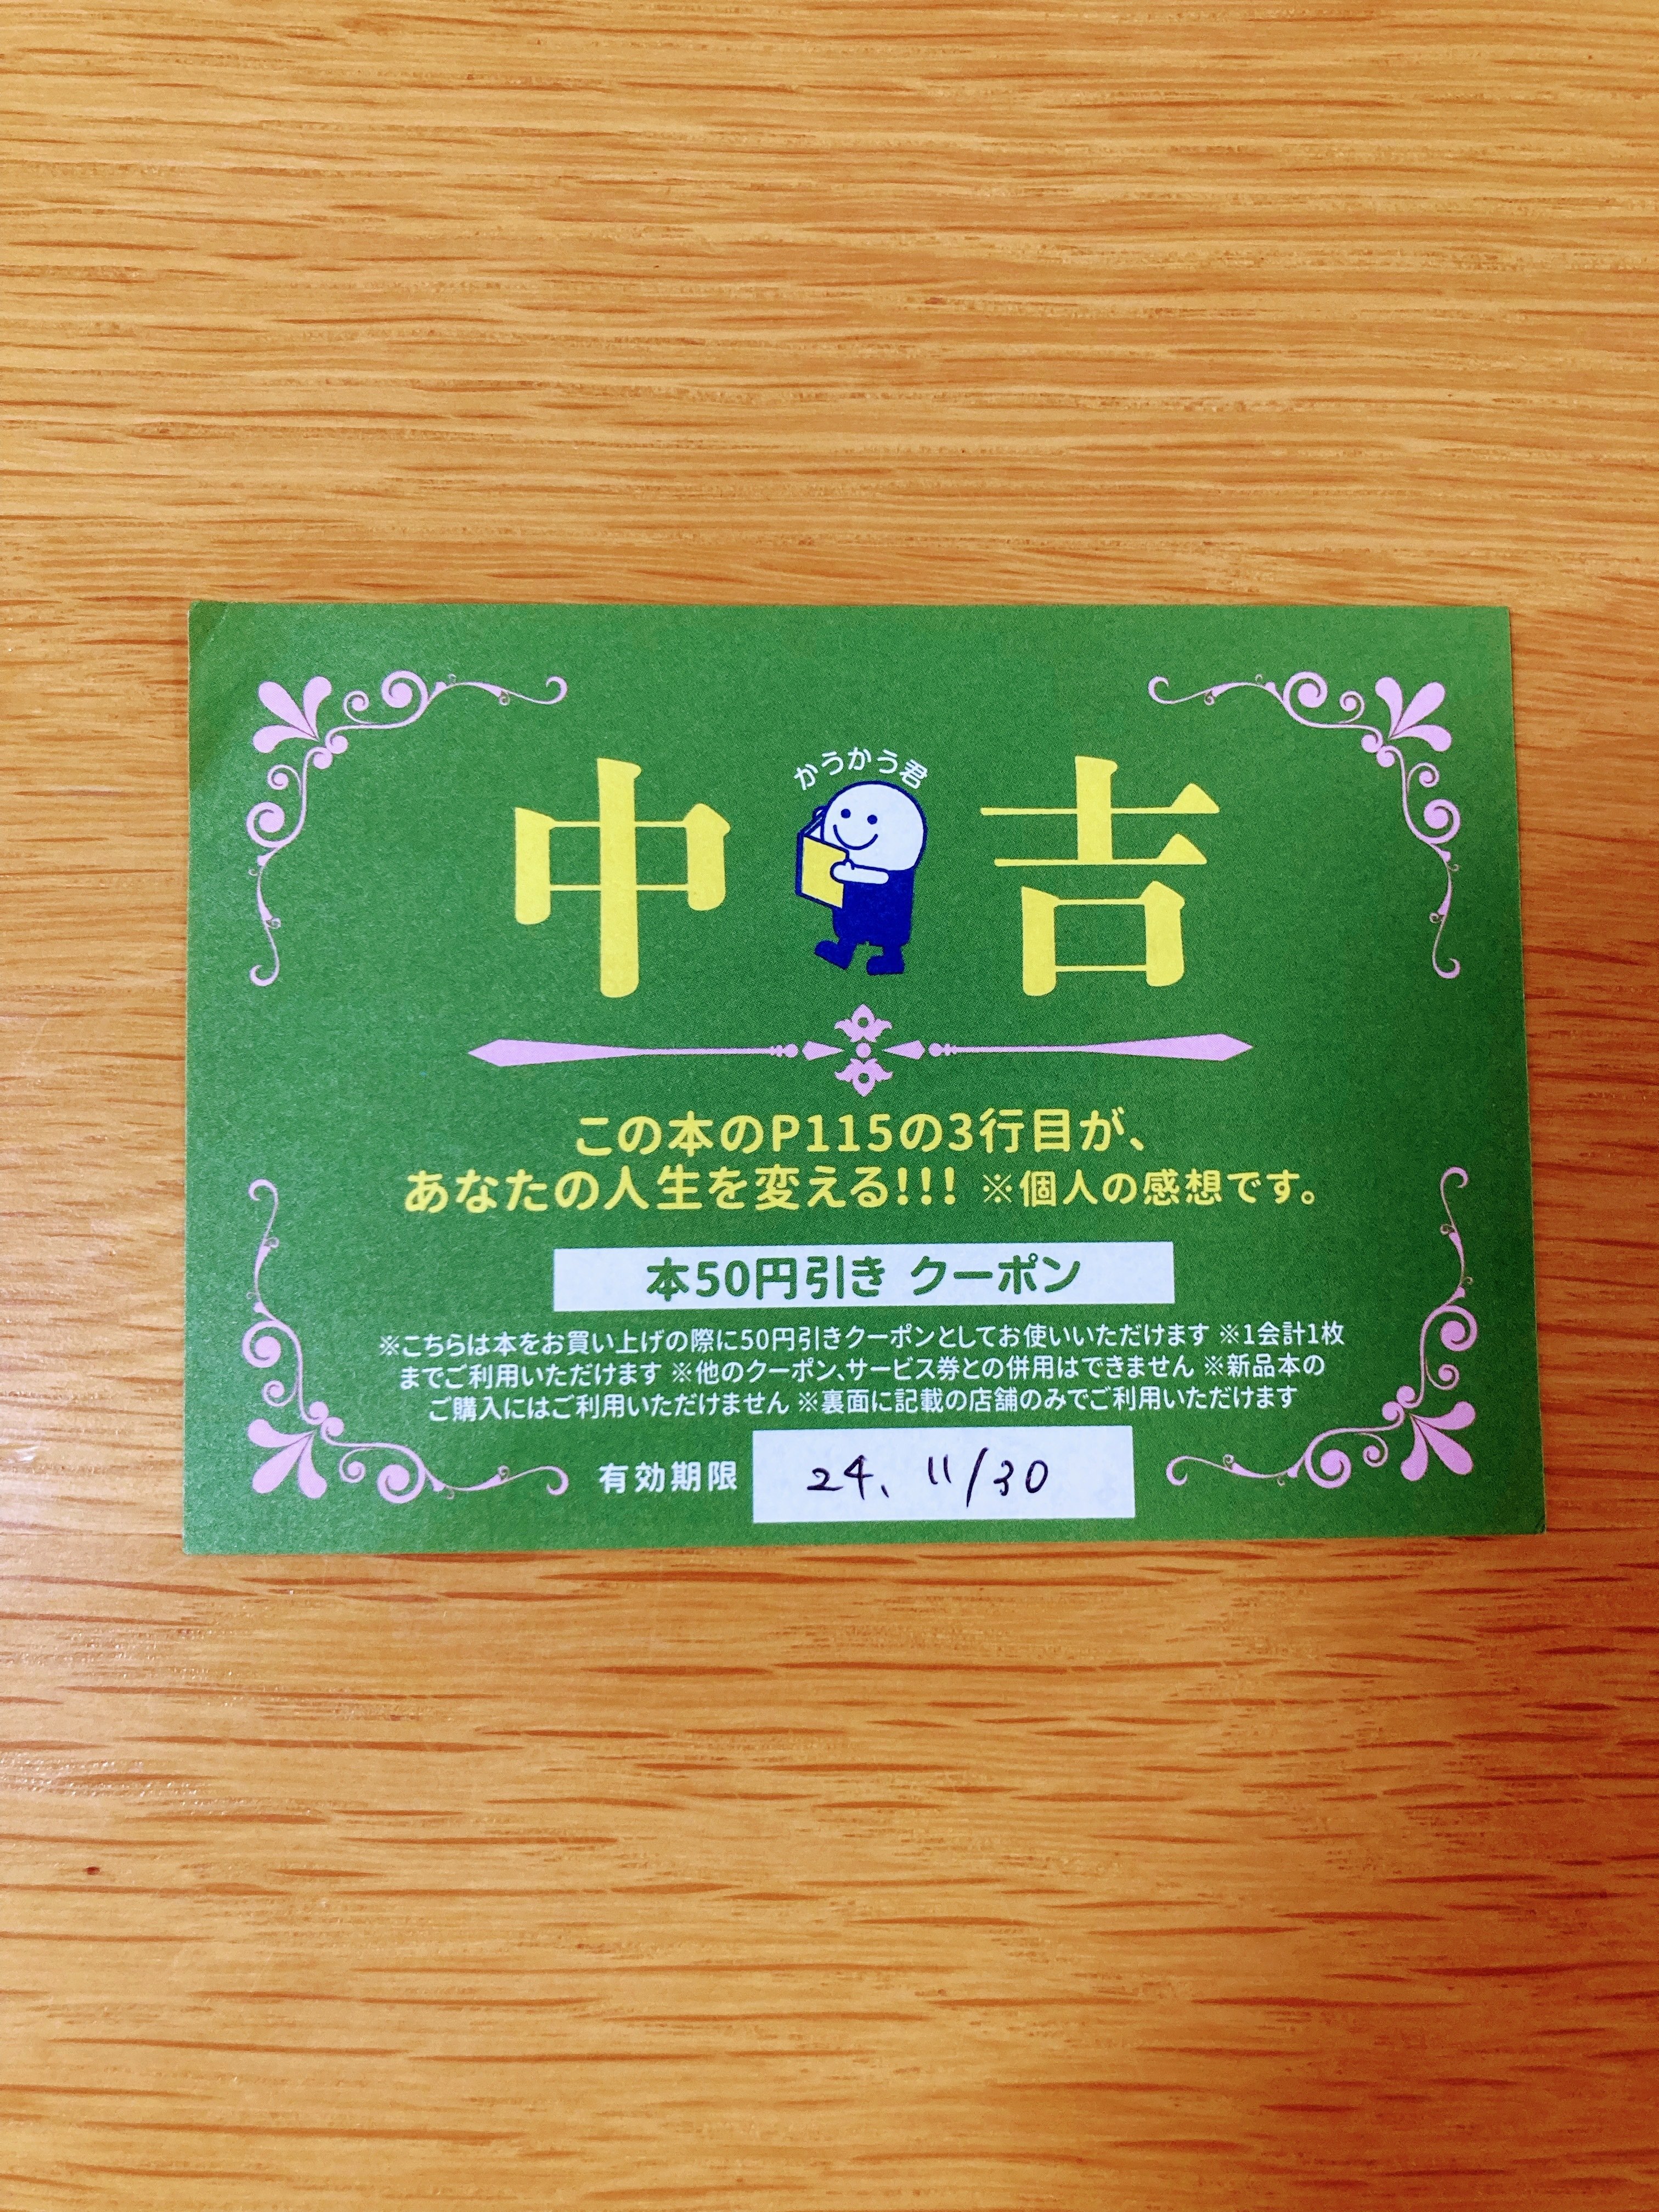 かうかう君
中 吉
この本のP115の3行目が、
あなたの人生を変える!!! ※個人の感想です。
本50円引き クーポン
※こちらは本をお買い上げの際に50円引きクーポンとしてお使いいただけます ※1会計1枚
までご利用いただけます ※他のクーポン、サービス券との併用はできません ※新品本の
ご購入にはご利用いただけません ※裏面に記載の店舗のみでご利用いただけます
有効期限 24、11/30